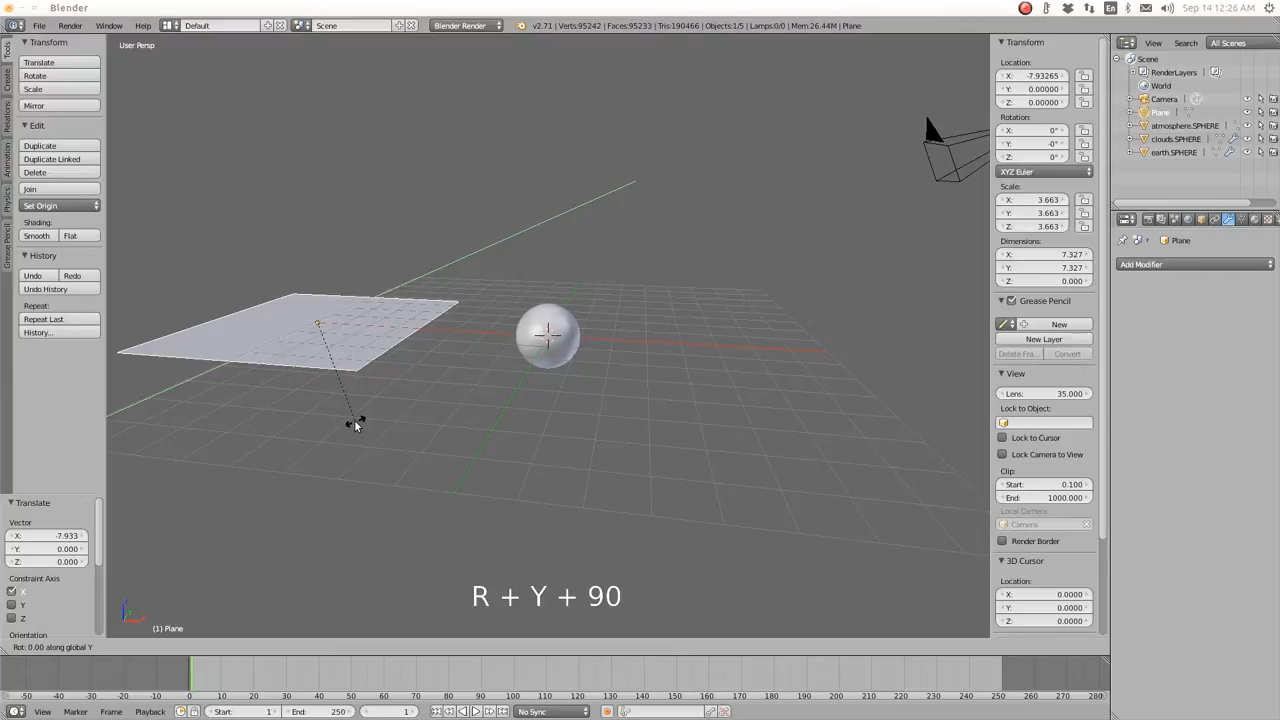 Blender
Sep 14 12:26 AM
En
File Render Window Help Default Scene Blender Render v2.71 | Verts:95242 | Faces:95233 | Tris:190466 | Objects:1/5 | Lamps:0/0 | Mem:26.44M | Plane
View Search All Scenes
Tools
Create
Relations
Animation
Physics
Grease Pencil
Transform
Translate
Rotate
Scale
Mirror
Edit
Duplicate
Duplicate Linked
Delete
Join
Set Origin
Shading:
Smooth Flat
History
Undo Redo
Undo History
Repeat:
Repeat Last
History...
Translate
Vector
X: -7.933
Y: 0.000
Z: 0.000
Constraint Axis
X
Y
Z
Orientation
User Persp
R + Y + 90
(1) Plane
Rot: 0.00 along global Y
Transform
Location:
X: -7.93265
Y: 0.00000
Z: 0.00000
Rotation:
X: 0°
Y: -0°
Z: 0°
XYZ Euler
Scale:
X: 3.663
Y: 3.663
Z: 3.663
Dimensions:
X: 7.327
Y: 7.327
Z: 0.000
Grease Pencil
New
New Layer
Delete Fra... Convert
View
Lens: 35.000
Lock to Object:
Lock to Cursor
Lock Camera to View
Clip:
Start: 0.100
End: 1000.000
Local Camera:
Camera
Render Border
3D Cursor
Location:
X: 0.0000
Y: 0.0000
Z: 0.0000
Scene
RenderLayers
World
Camera
Plane
atmosphere.SPHERE
clouds.SPHERE
earth.SPHERE
Plane
Add Modifier
-50 -40 -30 -20 -10 0 10 20 30 40 50 60 70 80 90 100 110 120 130 140 150 160 170 180 190 200 210 220 230 240 250 260 270 280
View Marker Frame Playback Start: 1 End: 250 1 No Sync